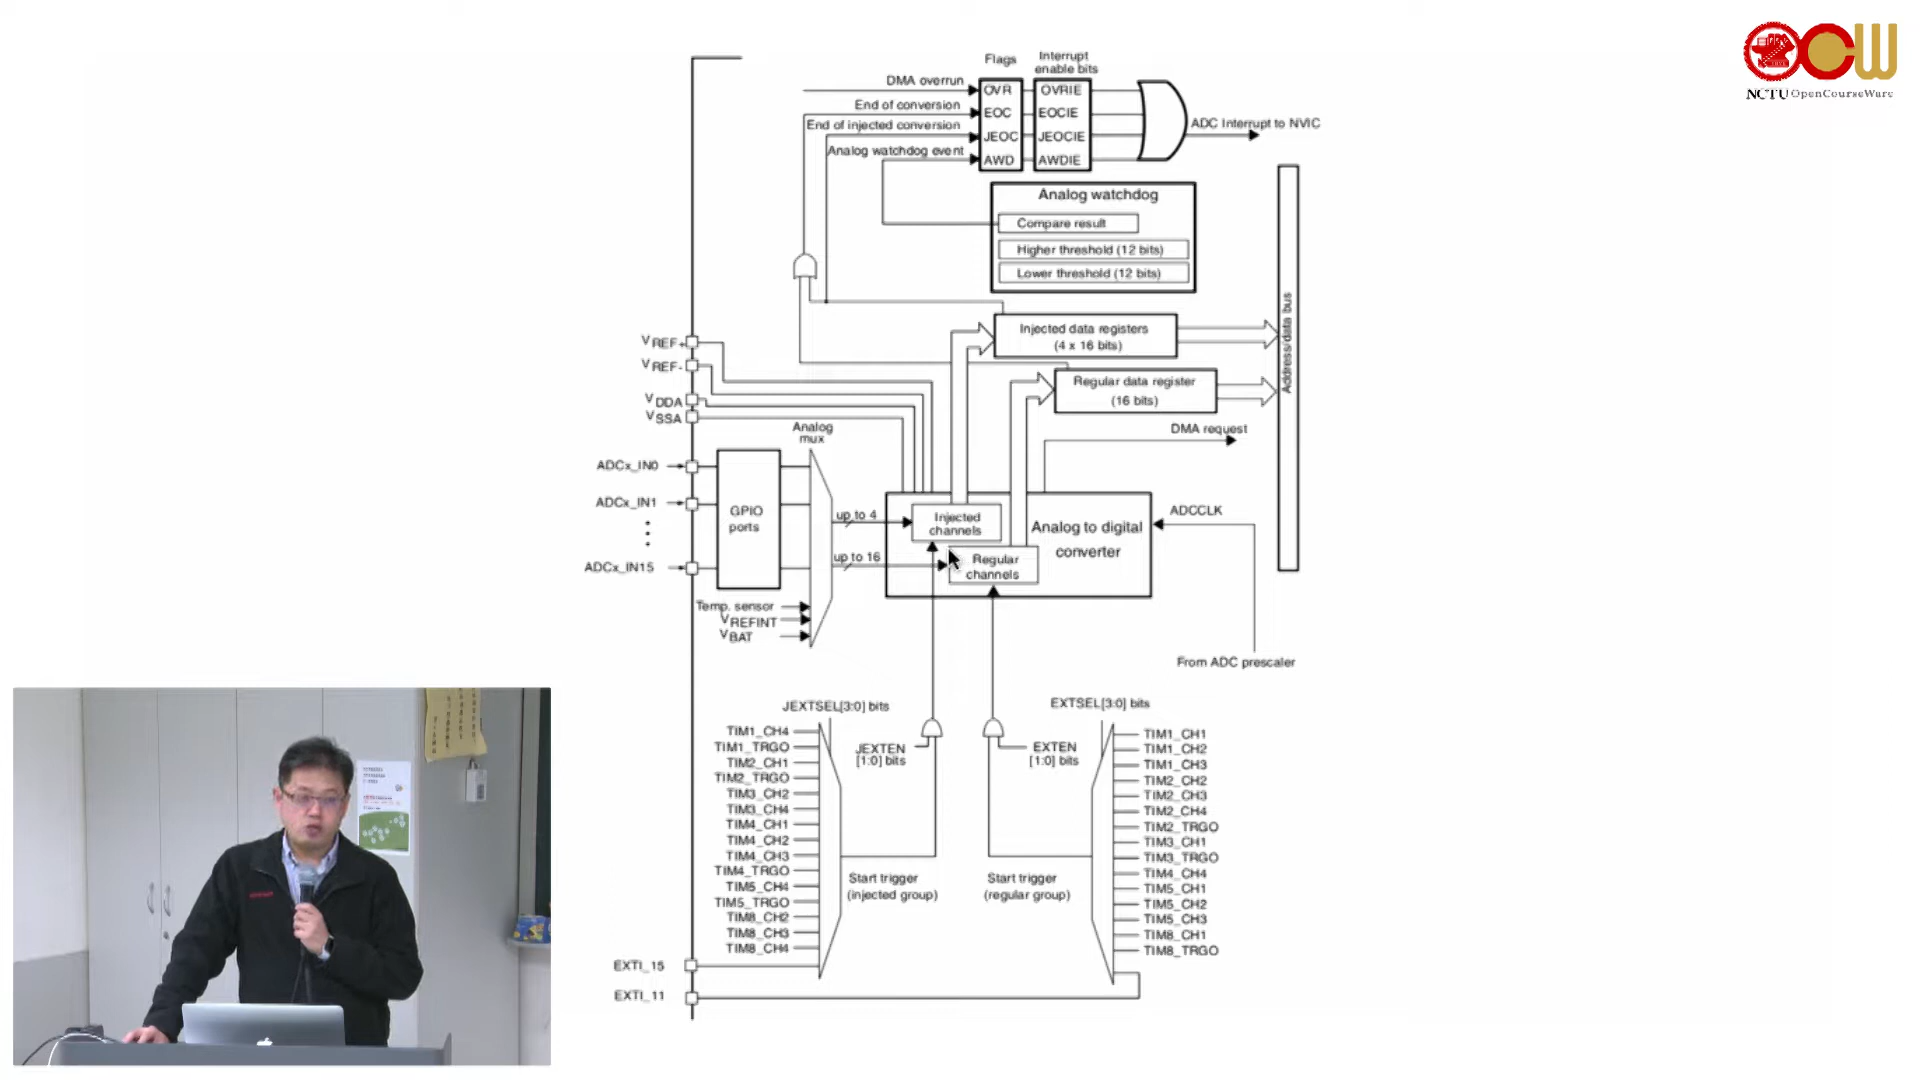 NCTU OpenCourseWare
Flags
Interrupt
enable bits
DMA overrun
OVR
OVRIE
End of conversion
EOC
EOCIE
End of injected conversion
JEOC
JEOCIE
Analog watchdog event
AWD
AWDIE
ADC Interrupt to NVIC
Analog watchdog
Compare result
Higher threshold (12 bits)
Lower threshold (12 bits)
Address/data bus
Injected data registers
(4 x 16 bits)
Regular data register
(16 bits)
DMA request
VREF+
VREF-
VDDA
VSSA
Analog
mux
ADCx_IN0
ADCx_IN1
ADCx_IN15
GPIO
ports
up to 4
up to 16
Injected
channels
Regular
channels
Analog to digital
converter
ADCCLK
Temp. sensor
VREFINT
VBAT
From ADC prescaler
JEXTSEL[3:0] bits
TIM1_CH4
TIM1_TRGO
TIM2_CH1
TIM2_TRGO
TIM3_CH2
TIM3_CH4
TIM4_CH1
TIM4_CH2
TIM4_CH3
TIM4_TRGO
TIM5_CH4
TIM5_TRGO
TIM8_CH2
TIM8_CH3
TIM8_CH4
JEXTEN
[1:0] bits
Start trigger
(injected group)
EXTSEL[3:0] bits
EXTEN
[1:0] bits
Start trigger
(regular group)
TIM1_CH1
TIM1_CH2
TIM1_CH3
TIM2_CH2
TIM2_CH3
TIM2_CH4
TIM2_TRGO
TIM3_CH1
TIM3_TRGO
TIM4_CH4
TIM5_CH1
TIM5_CH2
TIM5_CH3
TIM8_CH1
TIM8_TRGO
EXTI_15
EXTI_11